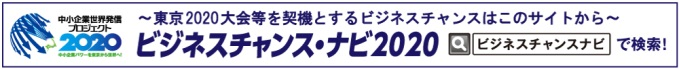 中小企業世界発信
プロジェクト
2020
中小企業パワーを東京から世界へ!
～東京2020大会等を契機とするビジネスチャンスはこのサイトから～
ビジネスチャンス・ナビ2020
ビジネスチャンスナビ で検索!